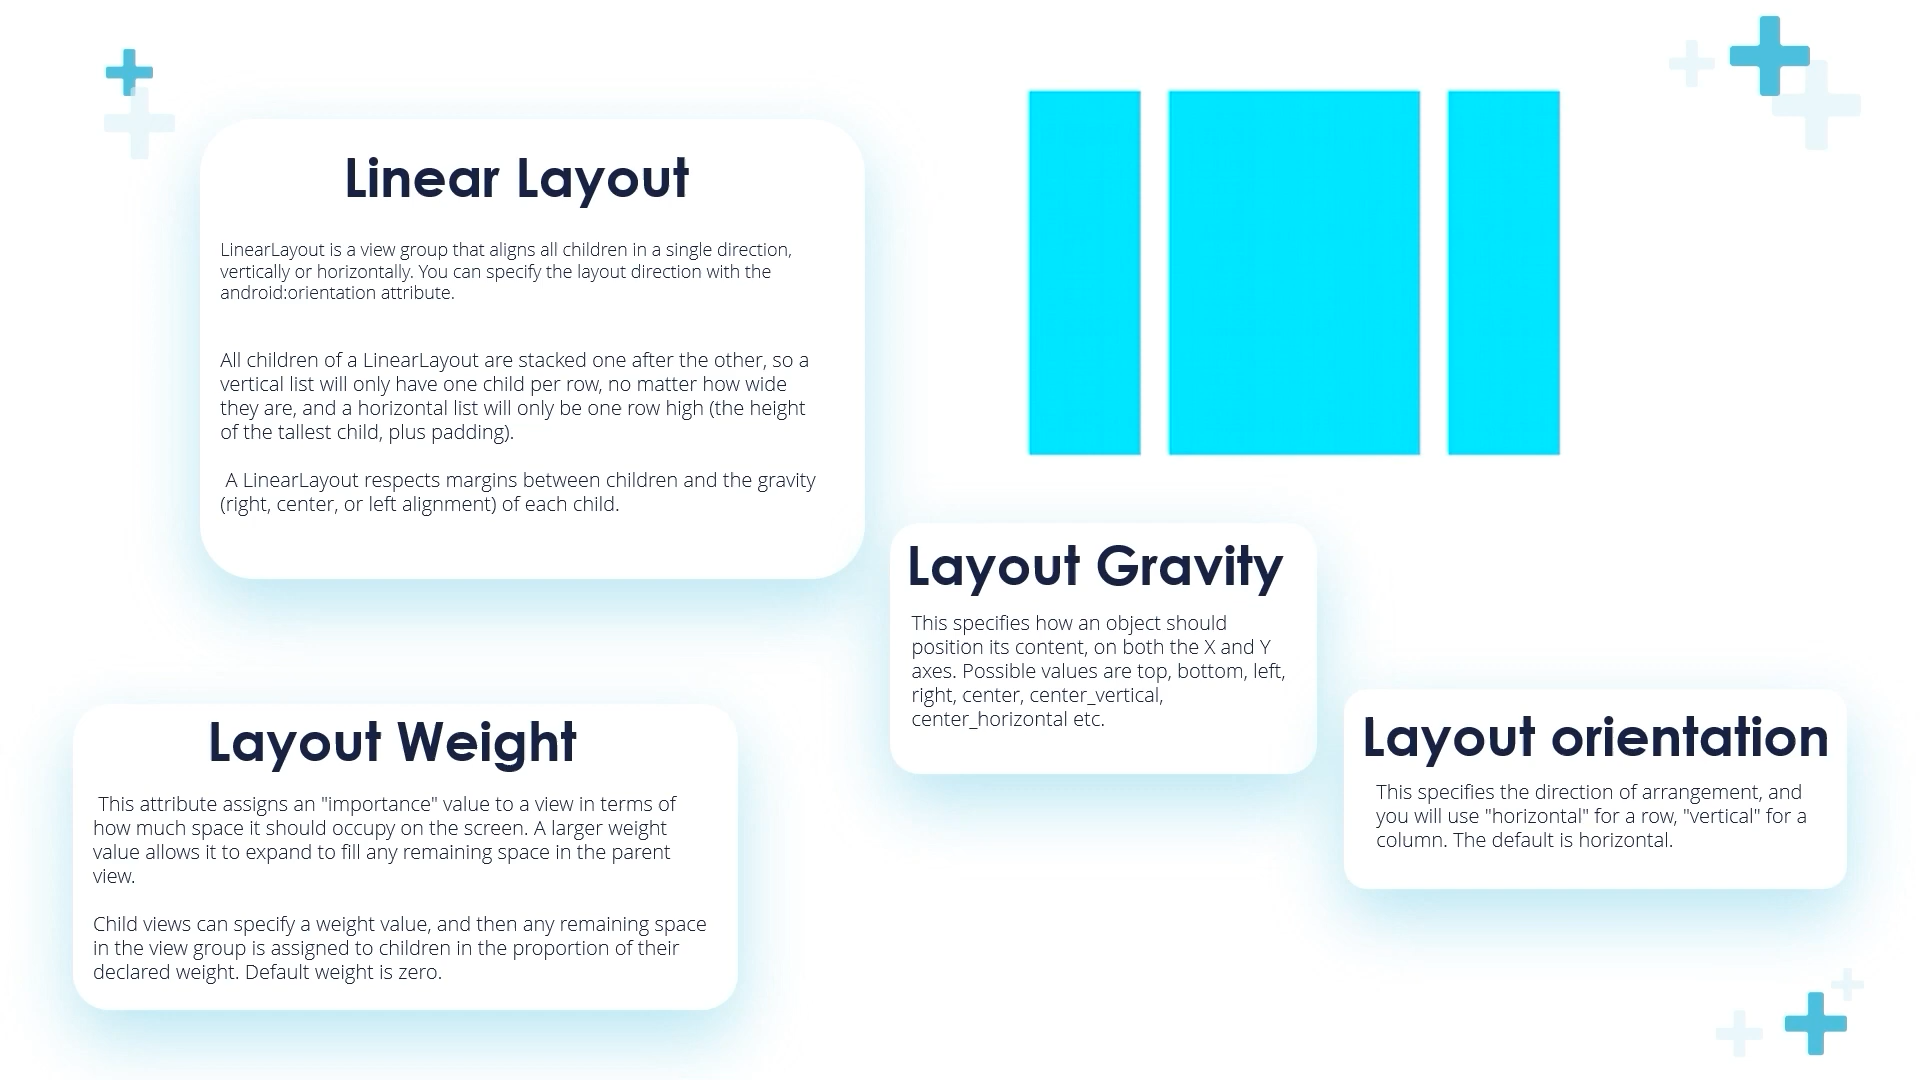 Linear Layout
LinearLayout is a view group that aligns all children in a single direction,
vertically or horizontally. You can specify the layout direction with the
android:orientation attribute.
All children of a LinearLayout are stacked one after the other, so a
vertical list will only have one child per row, no matter how wide
they are, and a horizontal list will only be one row high (the height
of the tallest child, plus padding).
A LinearLayout respects margins between children and the gravity
(right, center, or left alignment) of each child.
Layout Gravity
This specifies how an object should
position its content, on both the X and Y
axes. Possible values are top, bottom, left,
right, center, center_vertical,
center_horizontal etc.
Layout Weight
This attribute assigns an "importance" value to a view in terms of
how much space it should occupy on the screen. A larger weight
value allows it to expand to fill any remaining space in the parent
view.
Child views can specify a weight value, and then any remaining space
in the view group is assigned to children in the proportion of their
declared weight. Default weight is zero.
Layout orientation
This specifies the direction of arrangement, and
you will use "horizontal" for a row, "vertical" for a
column. The default is horizontal.